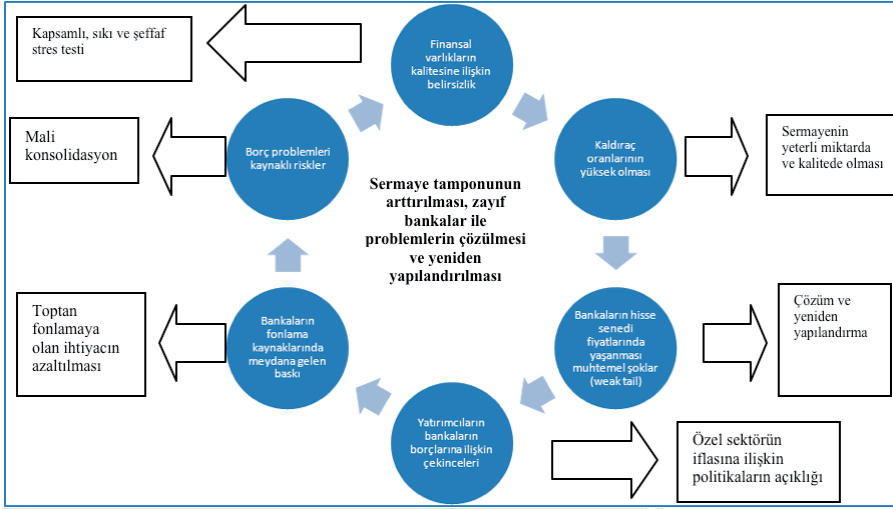 Kapsamlı, sıkı ve şeffaf
stres testi
Finansal
varlıkların
kalitesine ilişkin
belirsizlik
Mali
konsolidasyon
Borç problemleri
kaynaklı riskler
Kaldıraç
oranlarının
yüksek olması
Sermayenin
yeterli miktarda
ve kalitede olması
Sermaye tamponunun
arttırılması, zayıf
bankalar ile
problemlerin çözülmesi
ve yeniden
yapılandırılması
Toptan
fonlamaya
olan ihtiyacın
azaltılması
Bankaların
fonlama
kaynaklarında
meydana gelen
baskı
Bankaların hisse
senedi
fiyatlarında
yaşanması
muhtemel şoklar
(weak tail)
Çözüm ve
yeniden
yapılandırma
Yatırımcıların
bankaların
borçlarına ilişkin
çekinceleri
Özel sektörün
iflasına ilişkin
politikaların açıklığı